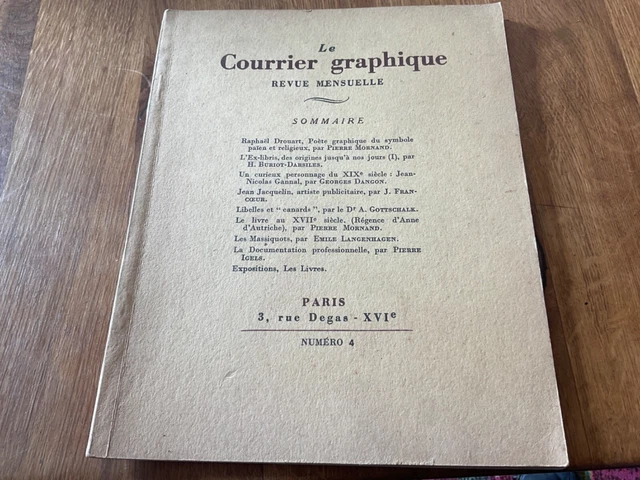 Le
Courrier graphique
REVUE MENSUELLE
SOMMAIRE
Raphaël Drouart, Poète graphique du symbole
païen et religieux, par PIERRE MORNAND.
L'Ex-libris, des origines jusqu'à nos jours (I), par
H. BURIOT-DARSILES.
Un curieux personnage du XIXe siècle : Jean-
Nicolas Gannal, par GEORGES DANGON.
Jean Jacquelin, artiste publicitaire, par J. FRAN-
CŒUR.
Libelles et " canards ", par le Dr A. GOTTSCHALK.
Le livre au XVIIe siècle. (Régence d'Anne
d'Autriche), par PIERRE MORNAND.
Les Massiquots, par EMILE LANGENHAGEN.
La Documentation professionnelle, par PIERRE
IGELS.
Expositions, Les Livres.
PARIS
3, rue Degas - XVIe
NUMÉRO 4